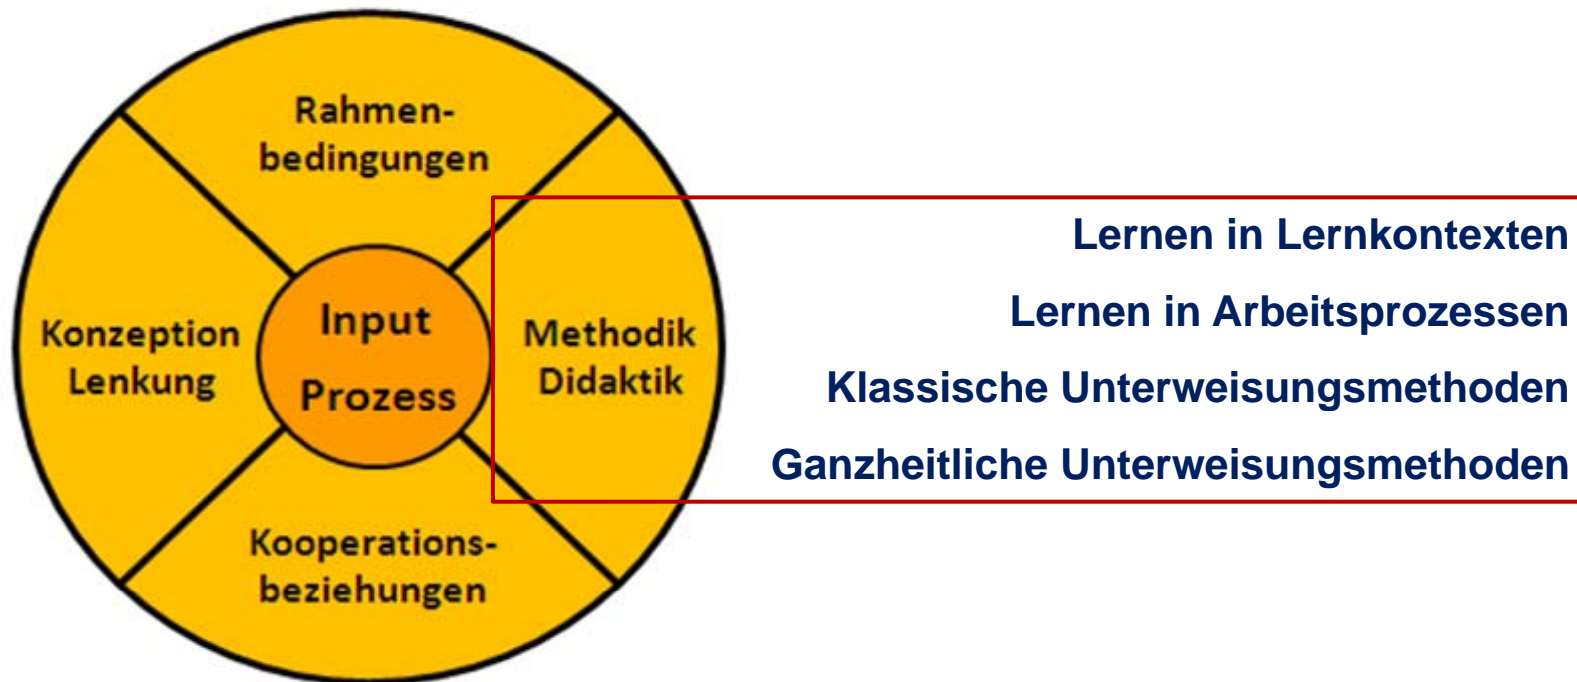 Rahmen-
bedingungen
Konzeption
Lenkung
Input
Prozess
Methodik
Didaktik
Kooperations-
beziehungen
Lernen in Lernkontexten
Lernen in Arbeitsprozessen
Klassische Unterweisungsmethoden
Ganzheitliche Unterweisungsmethoden